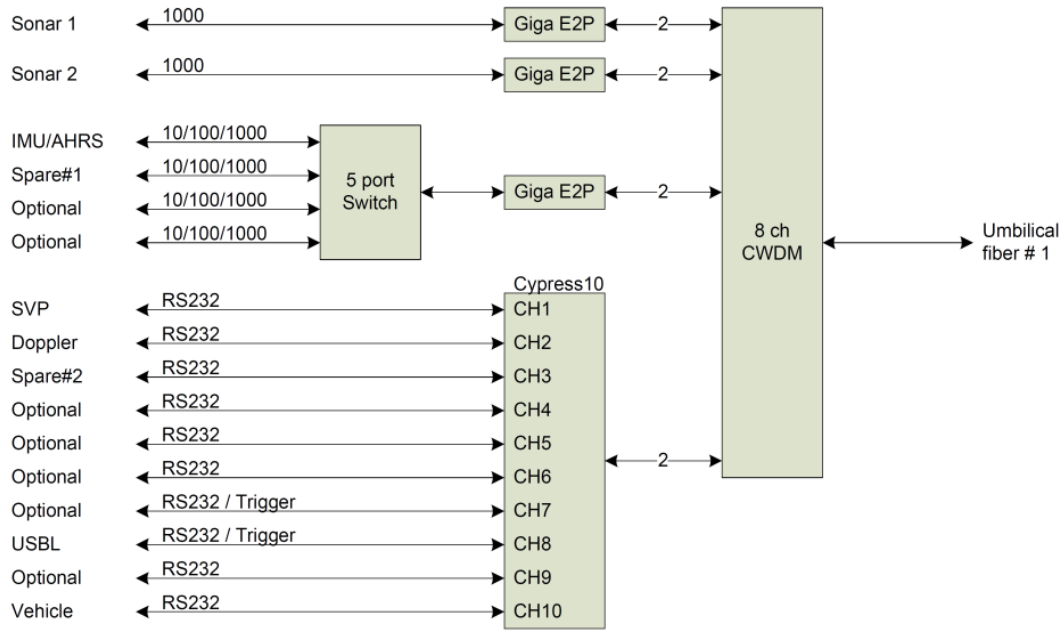 Sonar 1 1000 Giga E2P 2
Sonar 2 1000 Giga E2P 2
IMU/AHRS 10/100/1000
Spare#1 10/100/1000
Optional 10/100/1000
Optional 10/100/1000
5 port
Switch
Giga E2P 2
8 ch
CWDM
Umbilical
fiber # 1
Cypress10
SVP RS232 CH1
Doppler RS232 CH2
Spare#2 RS232 CH3
Optional RS232 CH4
Optional RS232 CH5
Optional RS232 CH6
2
Optional RS232 / Trigger CH7
USBL RS232 / Trigger CH8
Optional RS232 CH9
Vehicle RS232 CH10